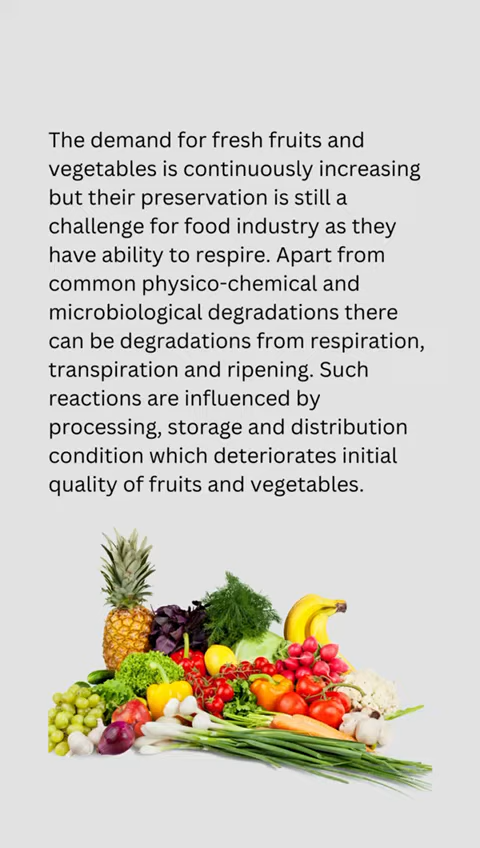 The demand for fresh fruits and
vegetables is continuously increasing
but their preservation is still a
challenge for food industry as they
have ability to respire. Apart from
common physico-chemical and
microbiological degradations there
can be degradations from respiration,
transpiration and ripening. Such
reactions are influenced by
processing, storage and distribution
condition which deteriorates initial
quality of fruits and vegetables.